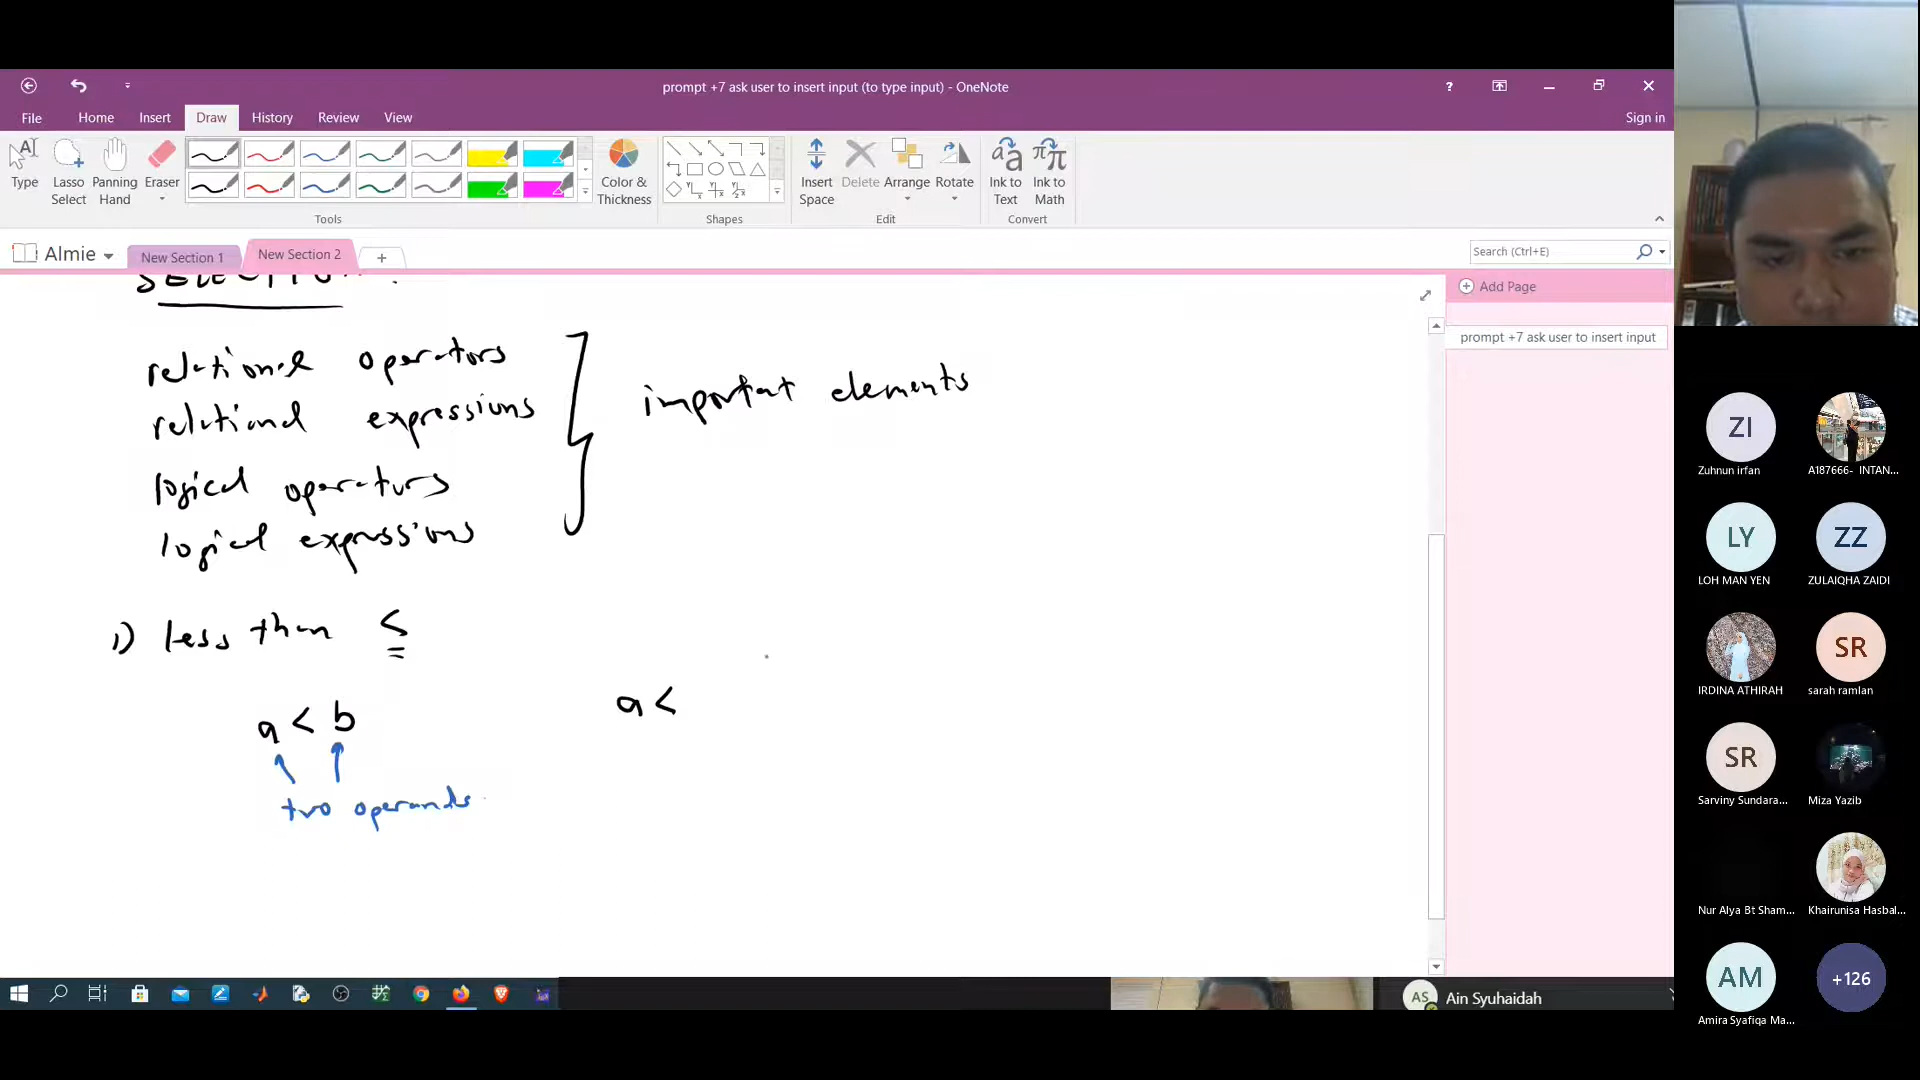 prompt +7 ask user to insert input (to type input) - OneNote
?
File Home Insert Draw History Review View
Sign in
Type
Lasso Select
Panning Hand
Eraser
Color & Thickness
Insert Space
Delete
Arrange
Rotate
Ink to Text
Ink to Math
Tools
Shapes
Edit
Convert
Almie
New Section 1
New Section 2
Search (Ctrl+E)
Add Page
prompt +7 ask user to insert input
SELECTION
relational operators
relational expressions
logical operators
logical expressions
important elements
1) less than <
a < b
a <
two operands
ZI
Zuhnun irfan
A187666- INTAN...
LY
LOH MAN YEN
ZZ
ZULAIQHA ZAIDI
IRDINA ATHIRAH
SR
sarah ramlan
SR
Sarviny Sundara...
Miza Yazib
Nur Alya Bt Sham...
Khairunisa Hasbal...
AM
Amira Syafiqa Ma...
+126
AS
Ain Syuhaidah